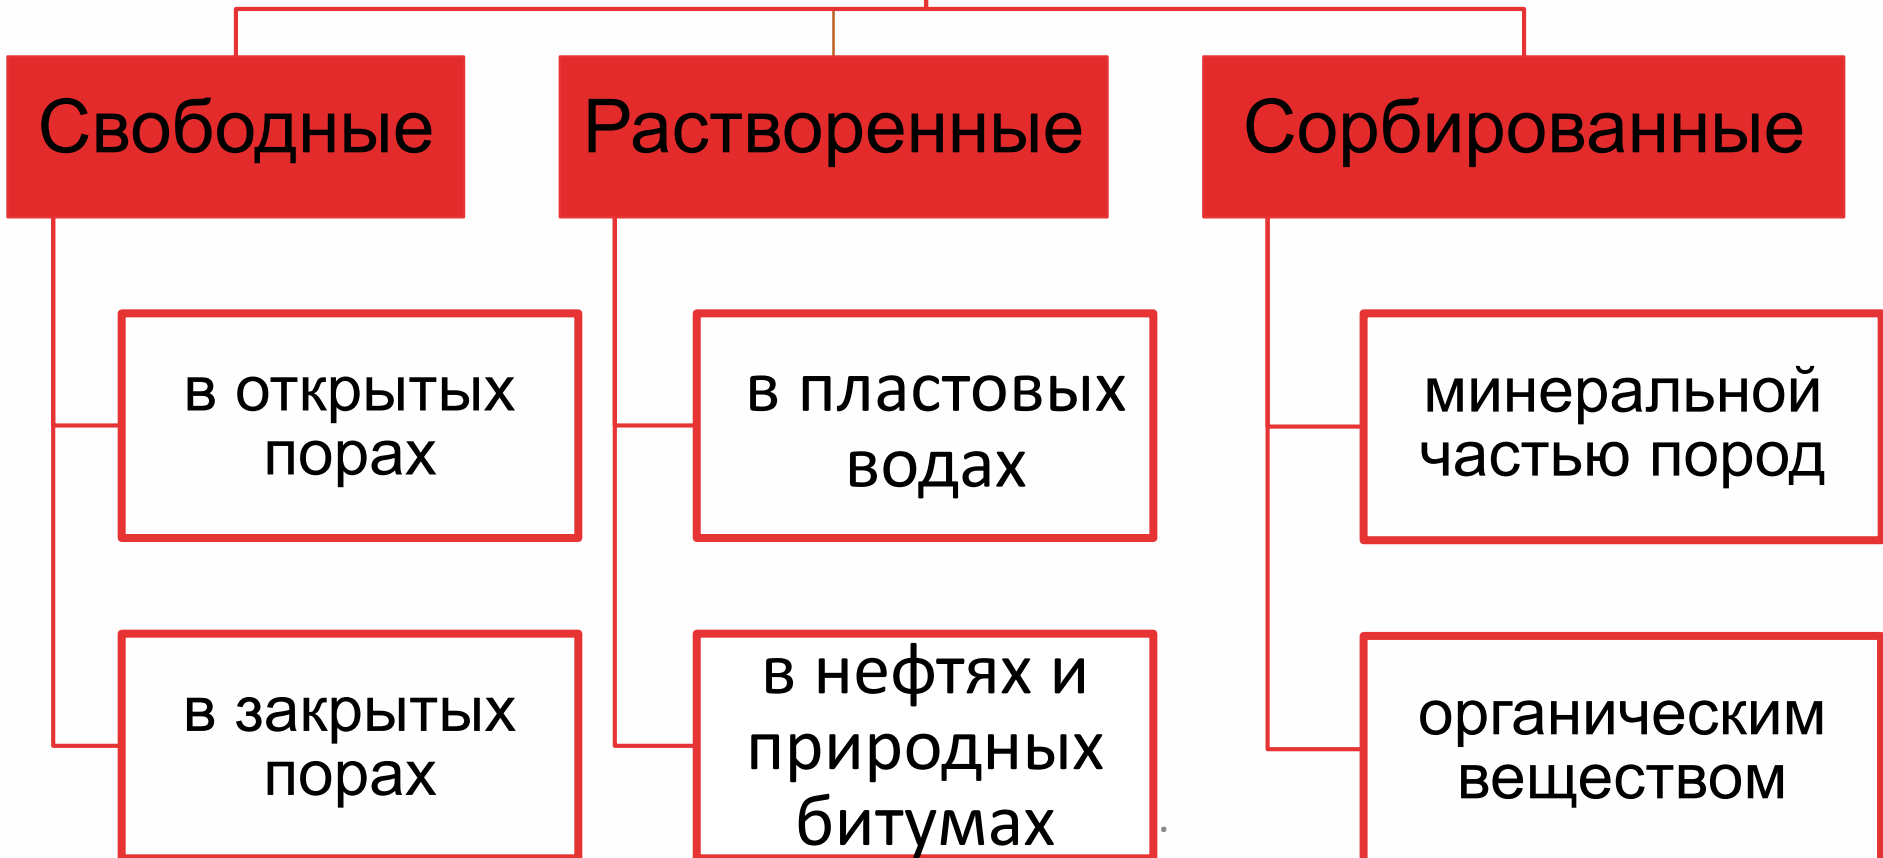 Свободные
в открытых
порах
в закрытых
порах
Растворенные
в пластовых
водах
в нефтях и
природных
битумах
Сорбированные
минеральной
частью пород
органическим
веществом